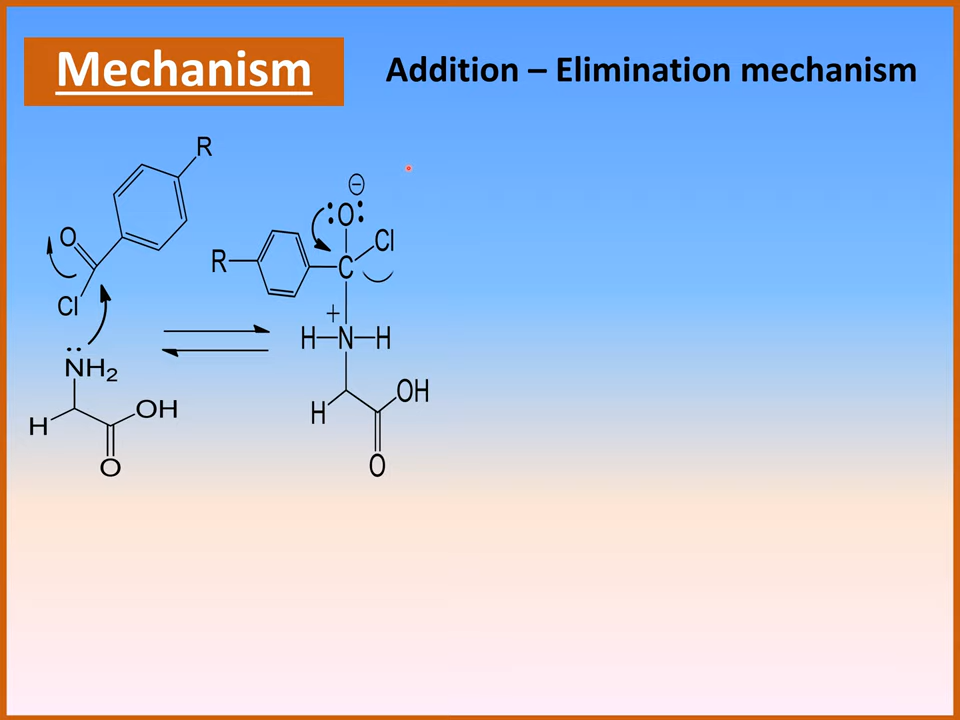 Mechanism
Addition – Elimination mechanism
R
O
Cl
NH2
H
OH
O
⊖
:O:
Cl
R
C
+
H–N–H
OH
H
O